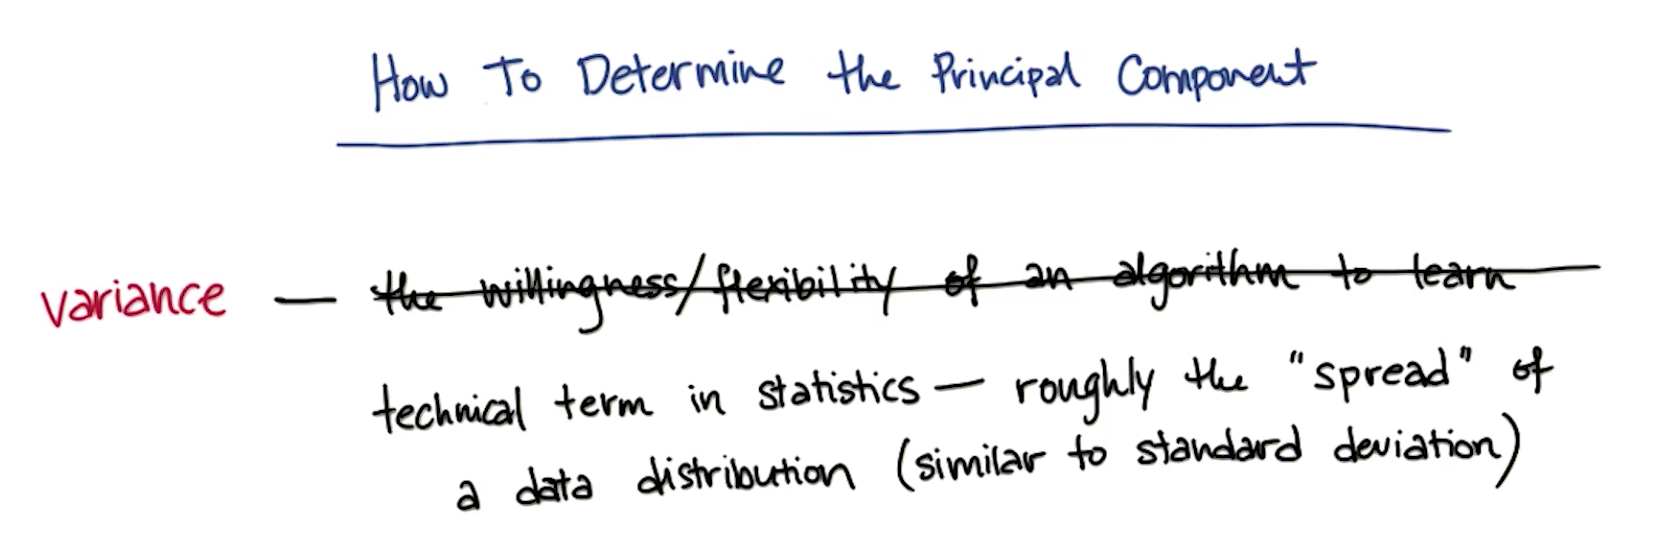 How To Determine the Principal Component
variance — the willingness/flexibility of an algorithm to learn
technical term in statistics — roughly the "spread" of
a data distribution (similar to standard deviation)